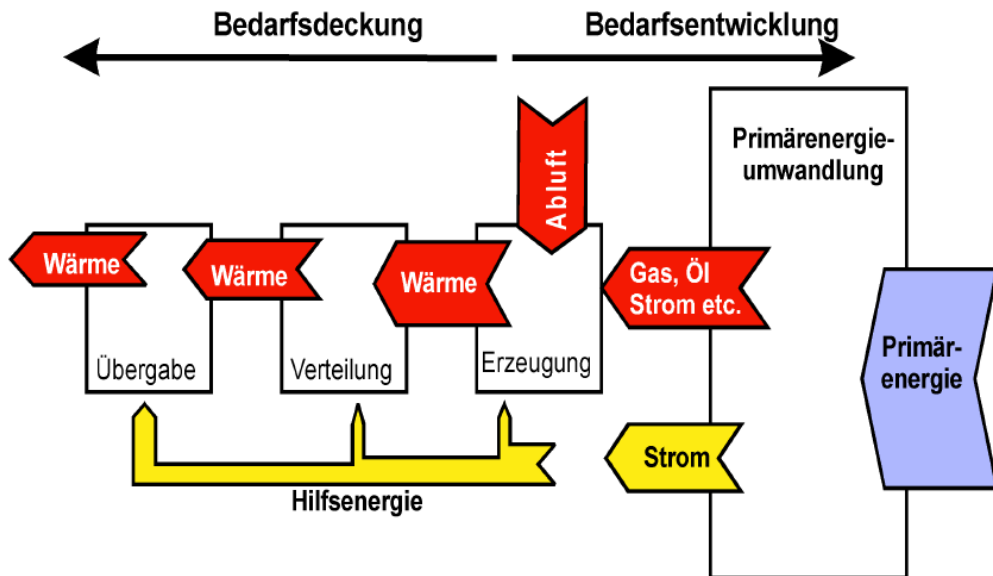 Bedarfsdeckung
Bedarfsentwicklung
Primärenergie-
umwandlung
Abluft
Wärme
Wärme
Wärme
Gas, Öl
Strom etc.
Übergabe
Verteilung
Erzeugung
Primär-
energie
Strom
Hilfsenergie